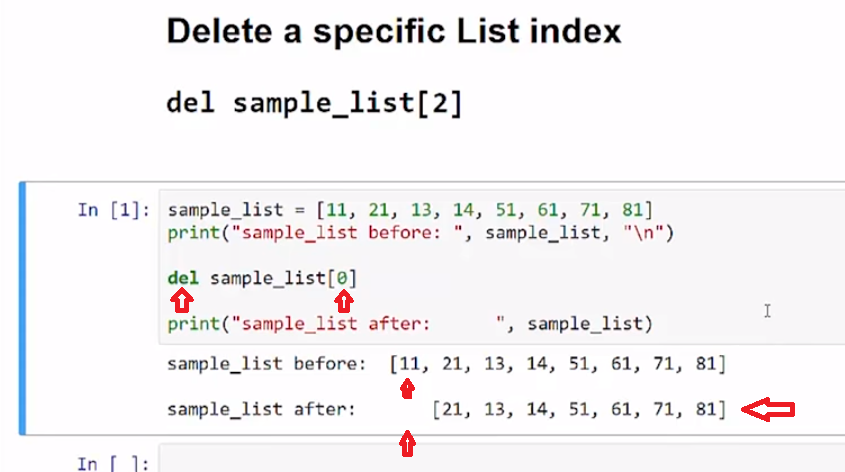 Delete a specific List index
del sample_list[2]
In [1]: sample_list = [11, 21, 13, 14, 51, 61, 71, 81]
print("sample_list before: ", sample_list, "\n")
del sample_list[0]
print("sample_list after:      ", sample_list)
sample_list before:  [11, 21, 13, 14, 51, 61, 71, 81]
sample_list after:       [21, 13, 14, 51, 61, 71, 81]
In [ ]: